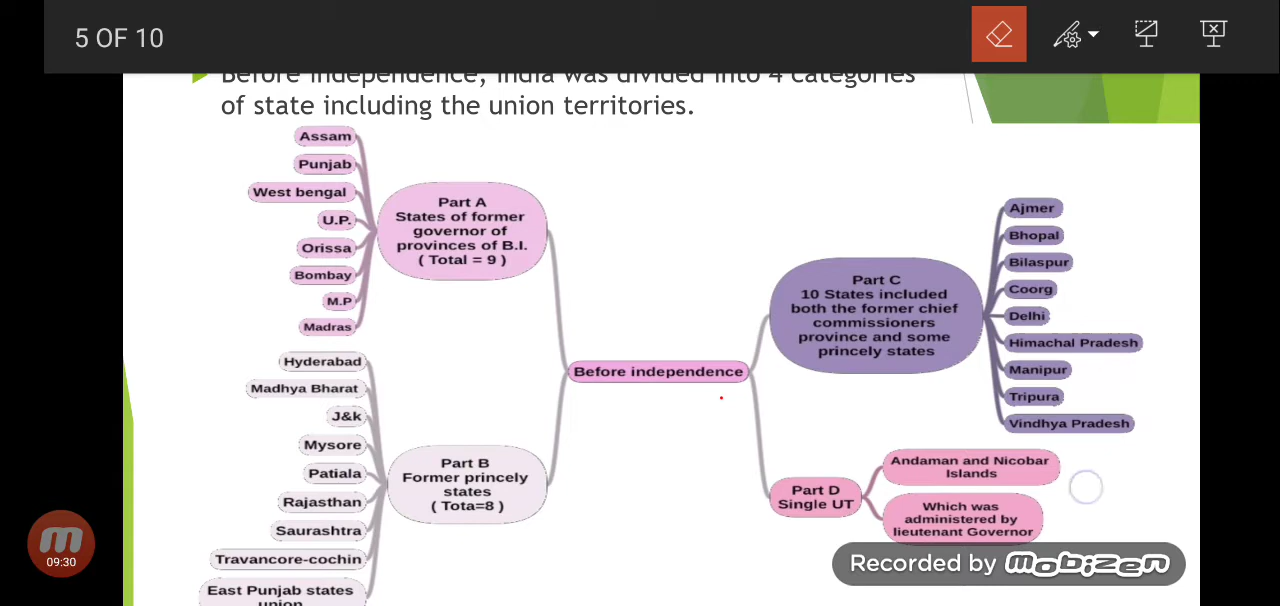 5 OF 10
Before independence, India was divided into 4 categories
of state including the union territories.
Assam
Punjab
West bengal
U.P.
Orissa
Bombay
M.P
Madras
Part A
States of former
governor of
provinces of B.I.
( Total = 9 )
Hyderabad
Madhya Bharat
J&k
Mysore
Patiala
Rajasthan
Saurashtra
Travancore-cochin
East Punjab states
union
Part B
Former princely
states
( Tota=8 )
Before independence
Part C
10 States included
both the former chief
commissioners
province and some
princely states
Ajmer
Bhopal
Bilaspur
Coorg
Delhi
Himachal Pradesh
Manipur
Tripura
Vindhya Pradesh
Part D
Single UT
Andaman and Nicobar
Islands
Which was
administered by
lieutenant Governor
m
09:30
Recorded by mobizen